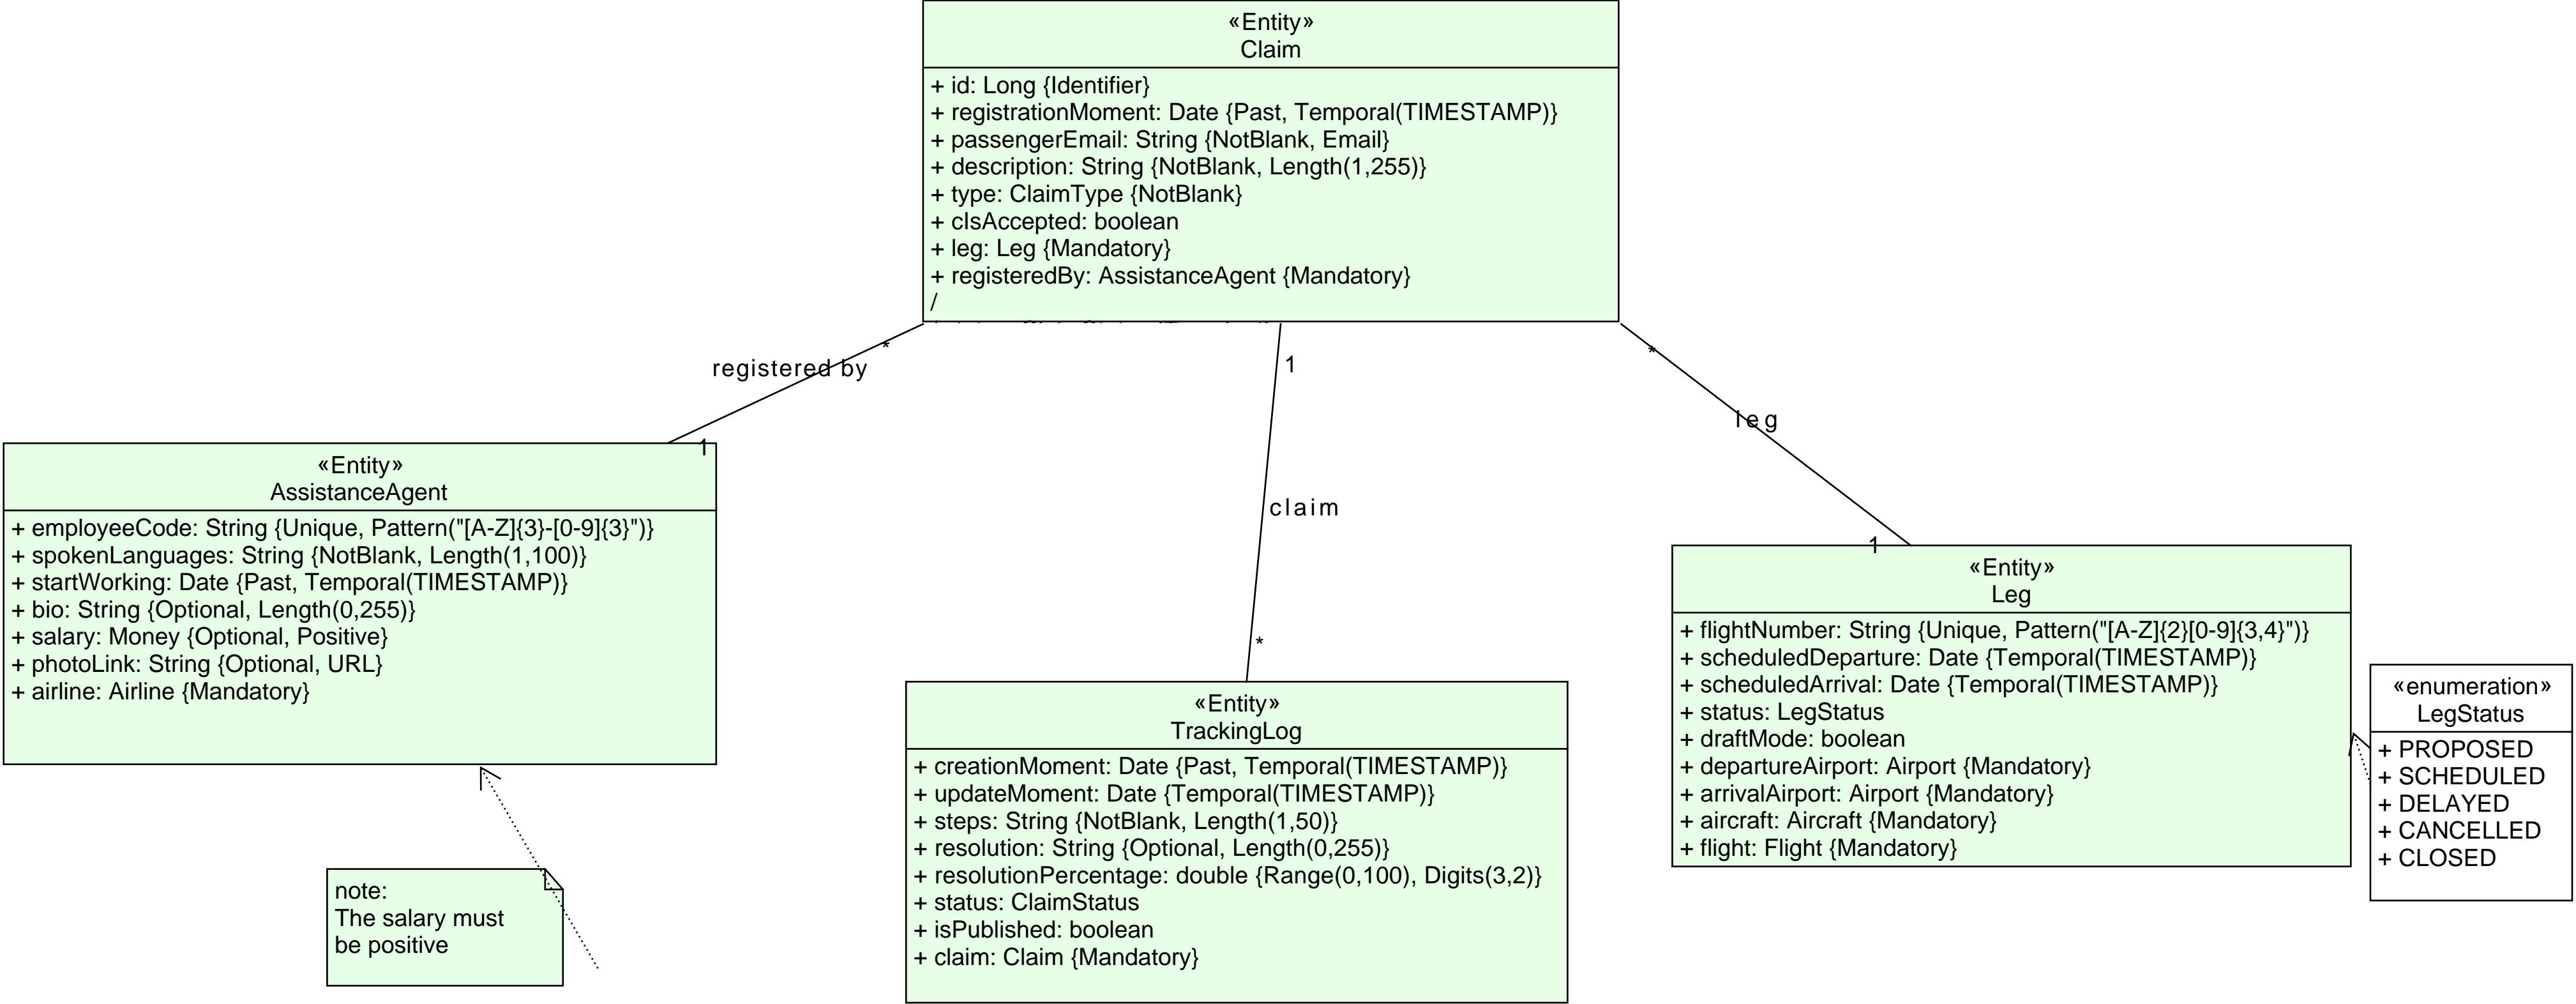 «Entity»
Claim
+ id: Long {Identifier}
+ registrationMoment: Date {Past, Temporal(TIMESTAMP)}
+ passengerEmail: String {NotBlank, Email}
+ description: String {NotBlank, Length(1,255)}
+ type: ClaimType {NotBlank}
+ cIsAccepted: boolean
+ leg: Leg {Mandatory}
+ registeredBy: AssistanceAgent {Mandatory}
/
*
registered by
1
1
claim
*
*
leg
1
«Entity»
AssistanceAgent
+ employeeCode: String {Unique, Pattern("[A-Z]{3}-[0-9]{3}")}
+ spokenLanguages: String {NotBlank, Length(1,100)}
+ startWorking: Date {Past, Temporal(TIMESTAMP)}
+ bio: String {Optional, Length(0,255)}
+ salary: Money {Optional, Positive}
+ photoLink: String {Optional, URL}
+ airline: Airline {Mandatory}
note:
The salary must
be positive
«Entity»
TrackingLog
+ creationMoment: Date {Past, Temporal(TIMESTAMP)}
+ updateMoment: Date {Temporal(TIMESTAMP)}
+ steps: String {NotBlank, Length(1,50)}
+ resolution: String {Optional, Length(0,255)}
+ resolutionPercentage: double {Range(0,100), Digits(3,2)}
+ status: ClaimStatus
+ isPublished: boolean
+ claim: Claim {Mandatory}
«Entity»
Leg
+ flightNumber: String {Unique, Pattern("[A-Z]{2}[0-9]{3,4}")}
+ scheduledDeparture: Date {Temporal(TIMESTAMP)}
+ scheduledArrival: Date {Temporal(TIMESTAMP)}
+ status: LegStatus
+ draftMode: boolean
+ departureAirport: Airport {Mandatory}
+ arrivalAirport: Airport {Mandatory}
+ aircraft: Aircraft {Mandatory}
+ flight: Flight {Mandatory}
«enumeration»
LegStatus
+ PROPOSED
+ SCHEDULED
+ DELAYED
+ CANCELLED
+ CLOSED